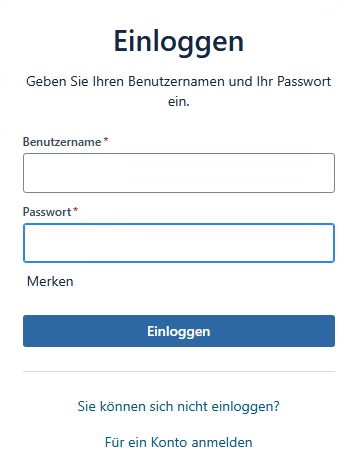 Einloggen
Geben Sie Ihren Benutzernamen und Ihr Passwort
ein.
Benutzername *
Passwort *
Merken
Einloggen
Sie können sich nicht einloggen?
Für ein Konto anmelden